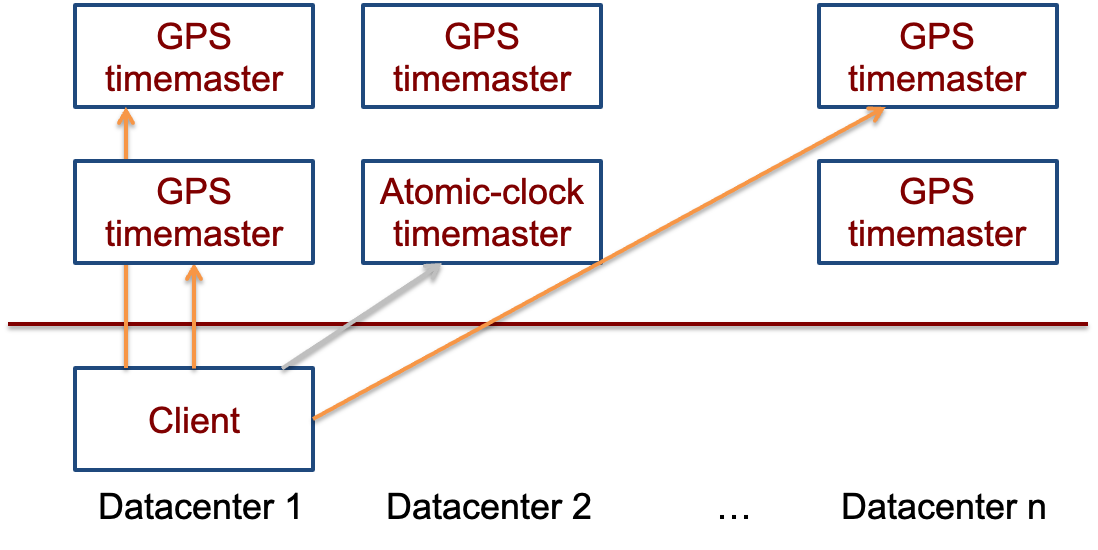 GPS
timemaster
GPS
timemaster
GPS
timemaster
GPS
timemaster
Atomic-clock
timemaster
GPS
timemaster
Client
Datacenter 1
Datacenter 2
...
Datacenter n